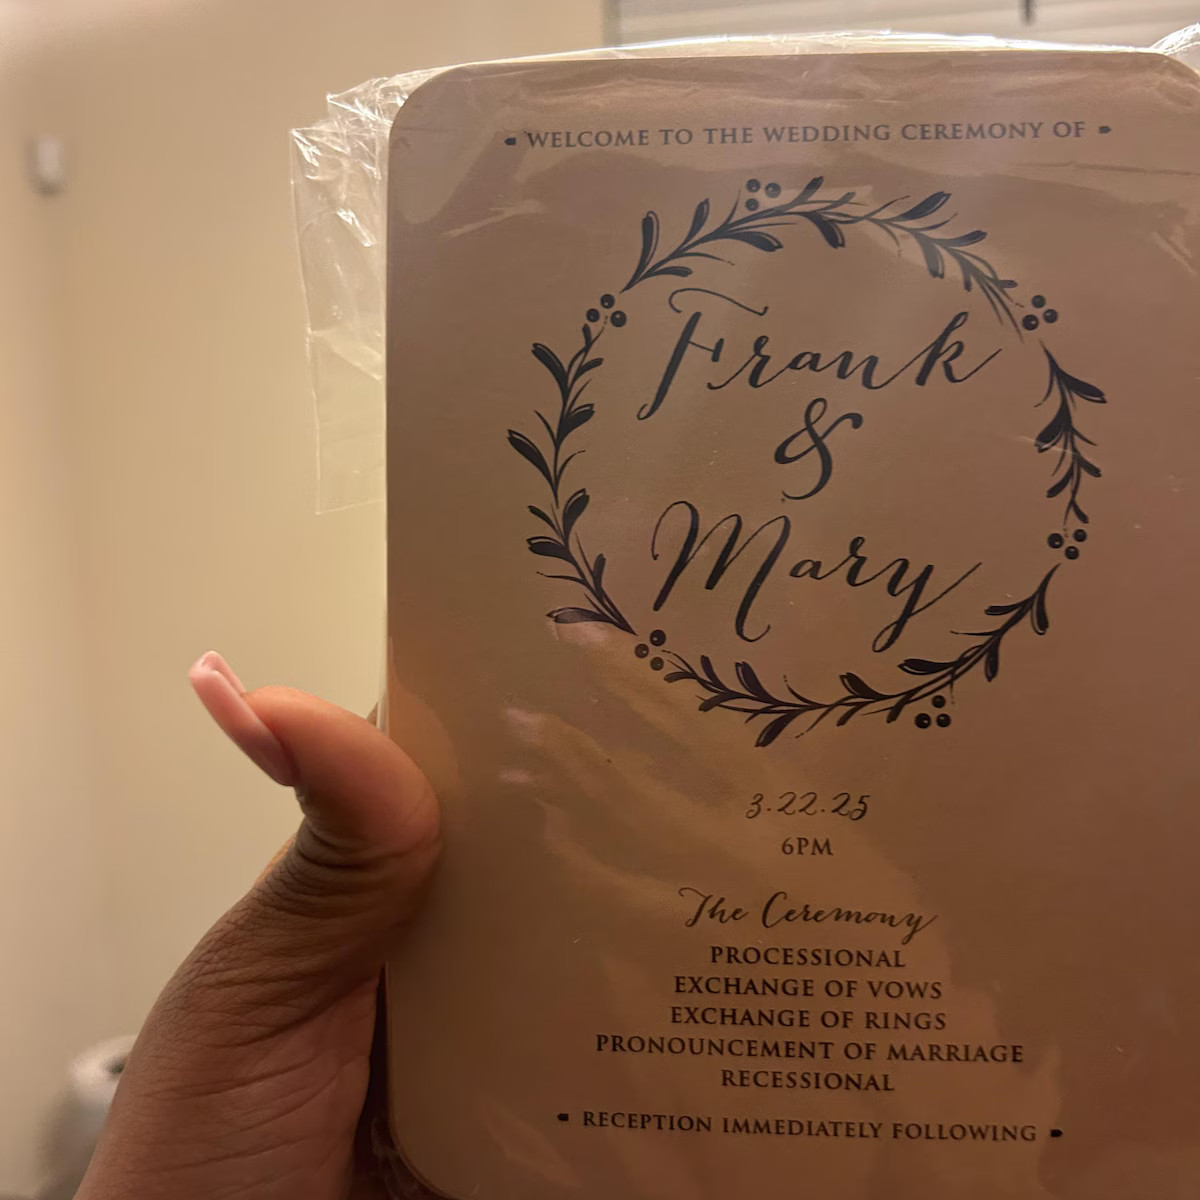 WELCOME TO THE WEDDING CEREMONY OF
Frank
&
Mary
3.22.25
6PM
The Ceremony
PROCESSIONAL
EXCHANGE OF VOWS
EXCHANGE OF RINGS
PRONOUNCEMENT OF MARRIAGE
RECESSIONAL
RECEPTION IMMEDIATELY FOLLOWING